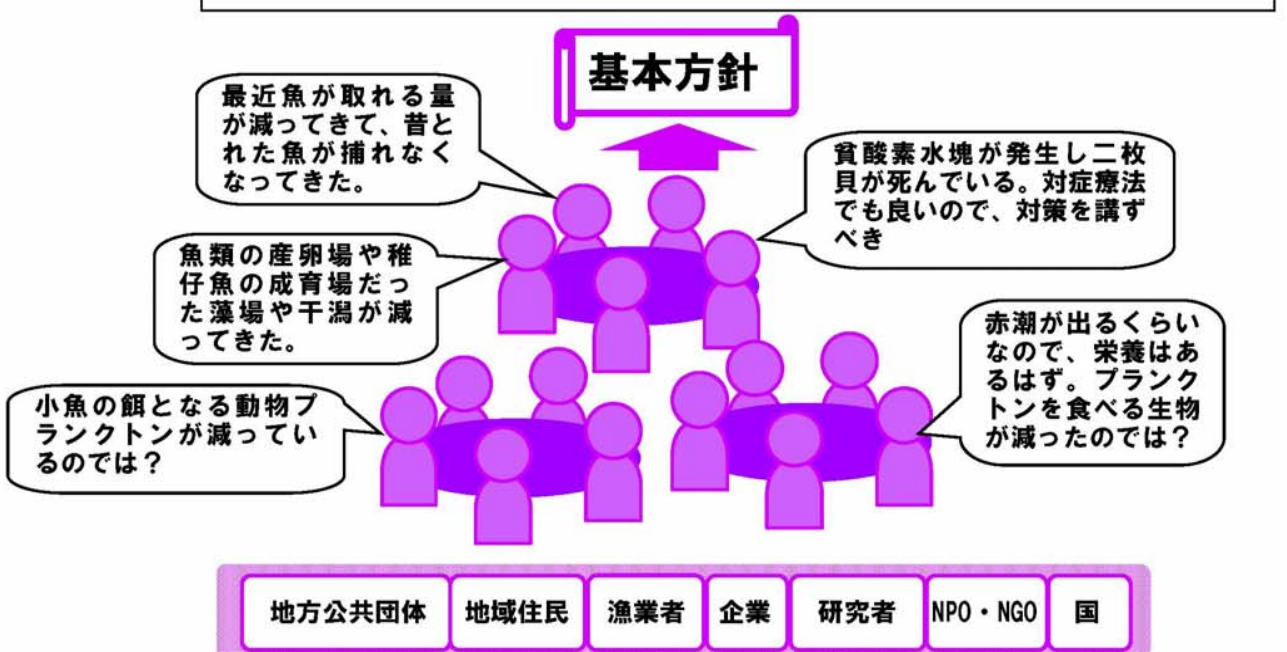 基本方針
最近魚が取れる量
が減ってきて、昔と
れた魚が捕れなく
なってきた。
貧酸素水塊が発生し二枚
貝が死んでいる。対症療法
でも良いので、対策を講ず
べき
魚類の産卵場や稚
仔魚の成育場だっ
た藻場や干潟が減
ってきた。
赤潮が出るくらい
なので、栄養はあ
るはず。プランク
トンを食べる生物
が減ったのでは？
小魚の餌となる動物プ
ランクトンが減ってい
るのでは？
地方公共団体 地域住民 漁業者 企業 研究者 NPO・NGO 国